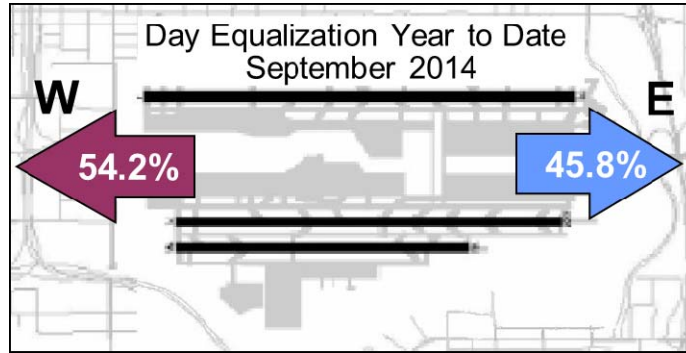 Day Equalization Year to Date
September 2014
W
E
54.2%
45.8%